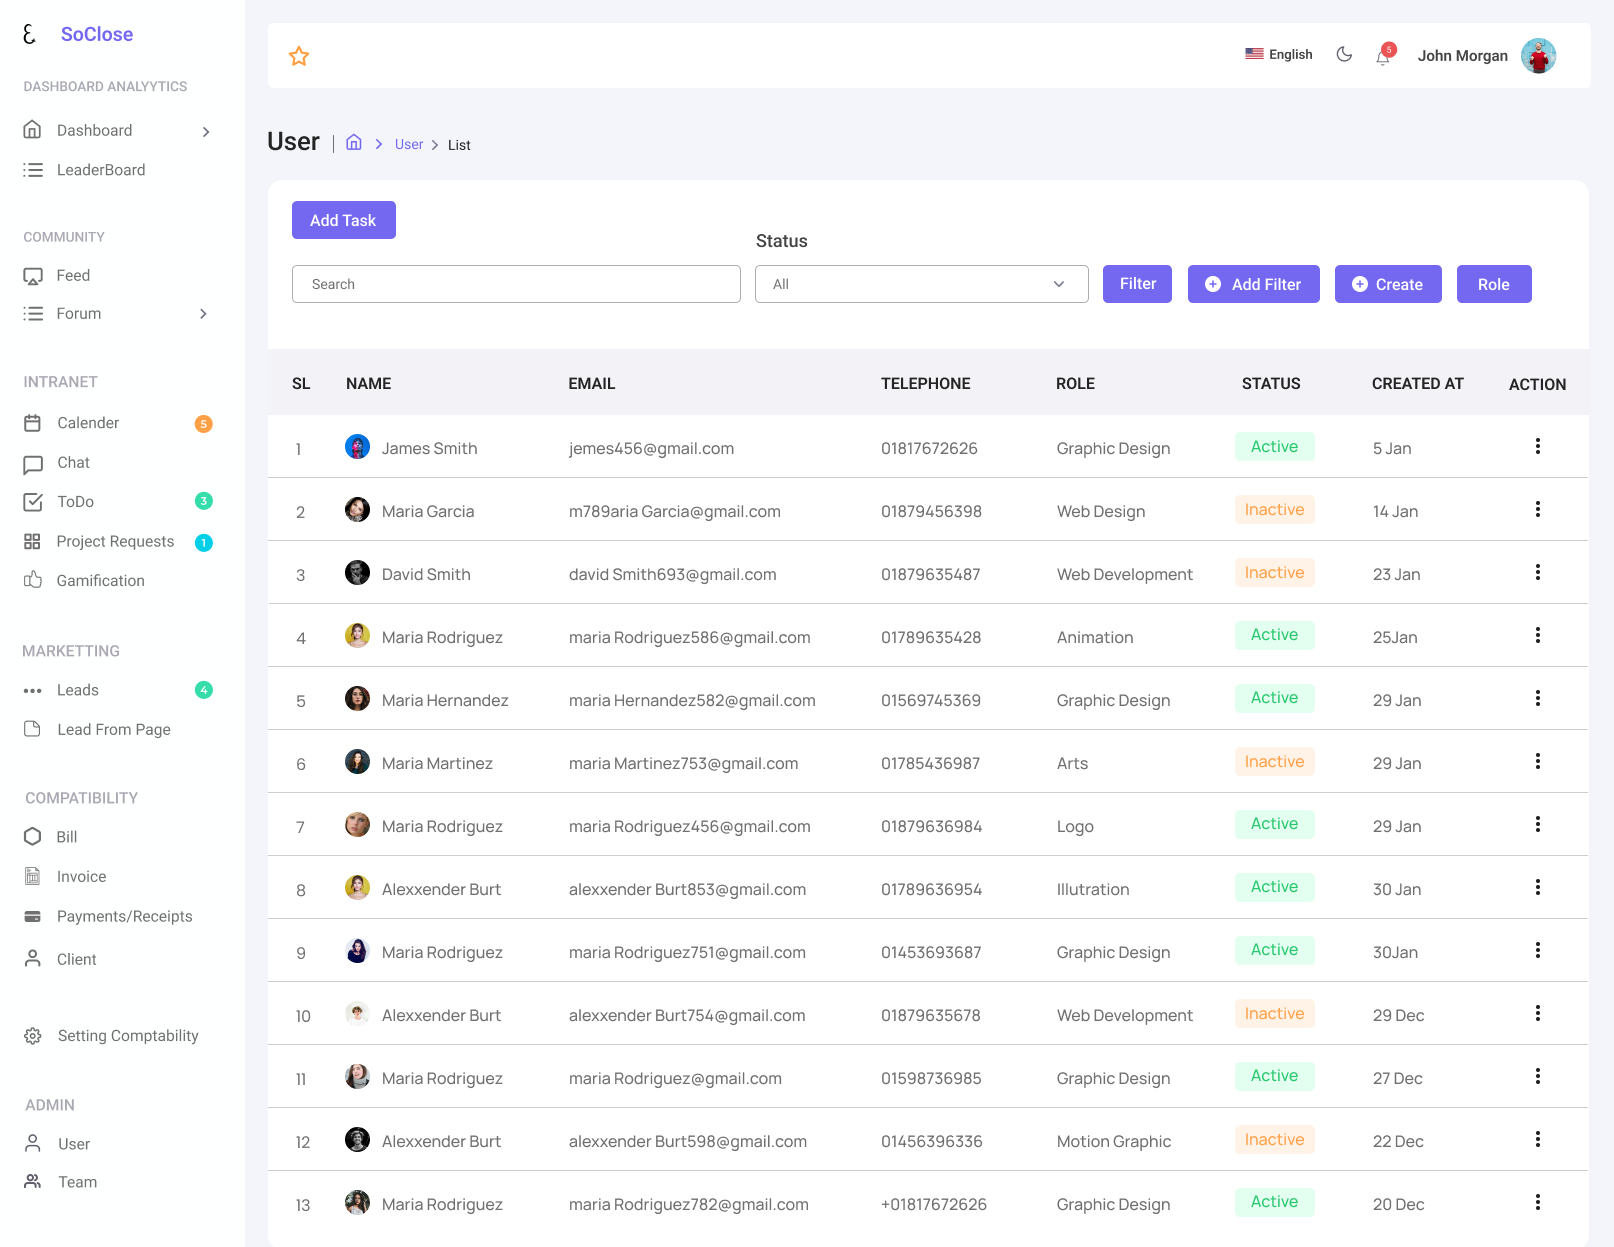 SoClose
DASHBOARD ANALYYTICS
Dashboard
LeaderBoard
COMMUNITY
Feed
Forum
INTRANET
Calender 5
Chat
ToDo 3
Project Requests 1
Gamification
MARKETTING
Leads 4
Lead From Page
COMPATIBILITY
Bill
Invoice
Payments/Receipts
Client
Setting Comptability
ADMIN
User
Team
English 5 John Morgan
User | > User > List
Add Task
Status
Search All Filter Add Filter Create Role
SL NAME EMAIL TELEPHONE ROLE STATUS CREATED AT ACTION
1 James Smith jemes456@gmail.com 01817672626 Graphic Design Active 5 Jan
2 Maria Garcia m789aria Garcia@gmail.com 01879456398 Web Design Inactive 14 Jan
3 David Smith david Smith693@gmail.com 01879635487 Web Development Inactive 23 Jan
4 Maria Rodriguez maria Rodriguez586@gmail.com 01789635428 Animation Active 25Jan
5 Maria Hernandez maria Hernandez582@gmail.com 01569745369 Graphic Design Active 29 Jan
6 Maria Martinez maria Martinez753@gmail.com 01785436987 Arts Inactive 29 Jan
7 Maria Rodriguez maria Rodriguez456@gmail.com 01879636984 Logo Active 29 Jan
8 Alexxender Burt alexxender Burt853@gmail.com 01789636954 Illutration Active 30 Jan
9 Maria Rodriguez maria Rodriguez751@gmail.com 01453693687 Graphic Design Active 30Jan
10 Alexxender Burt alexxender Burt754@gmail.com 01879635678 Web Development Inactive 29 Dec
11 Maria Rodriguez maria Rodriguez@gmail.com 01598736985 Graphic Design Active 27 Dec
12 Alexxender Burt alexxender Burt598@gmail.com 01456396336 Motion Graphic Inactive 22 Dec
13 Maria Rodriguez maria Rodriguez782@gmail.com +01817672626 Graphic Design Active 20 Dec